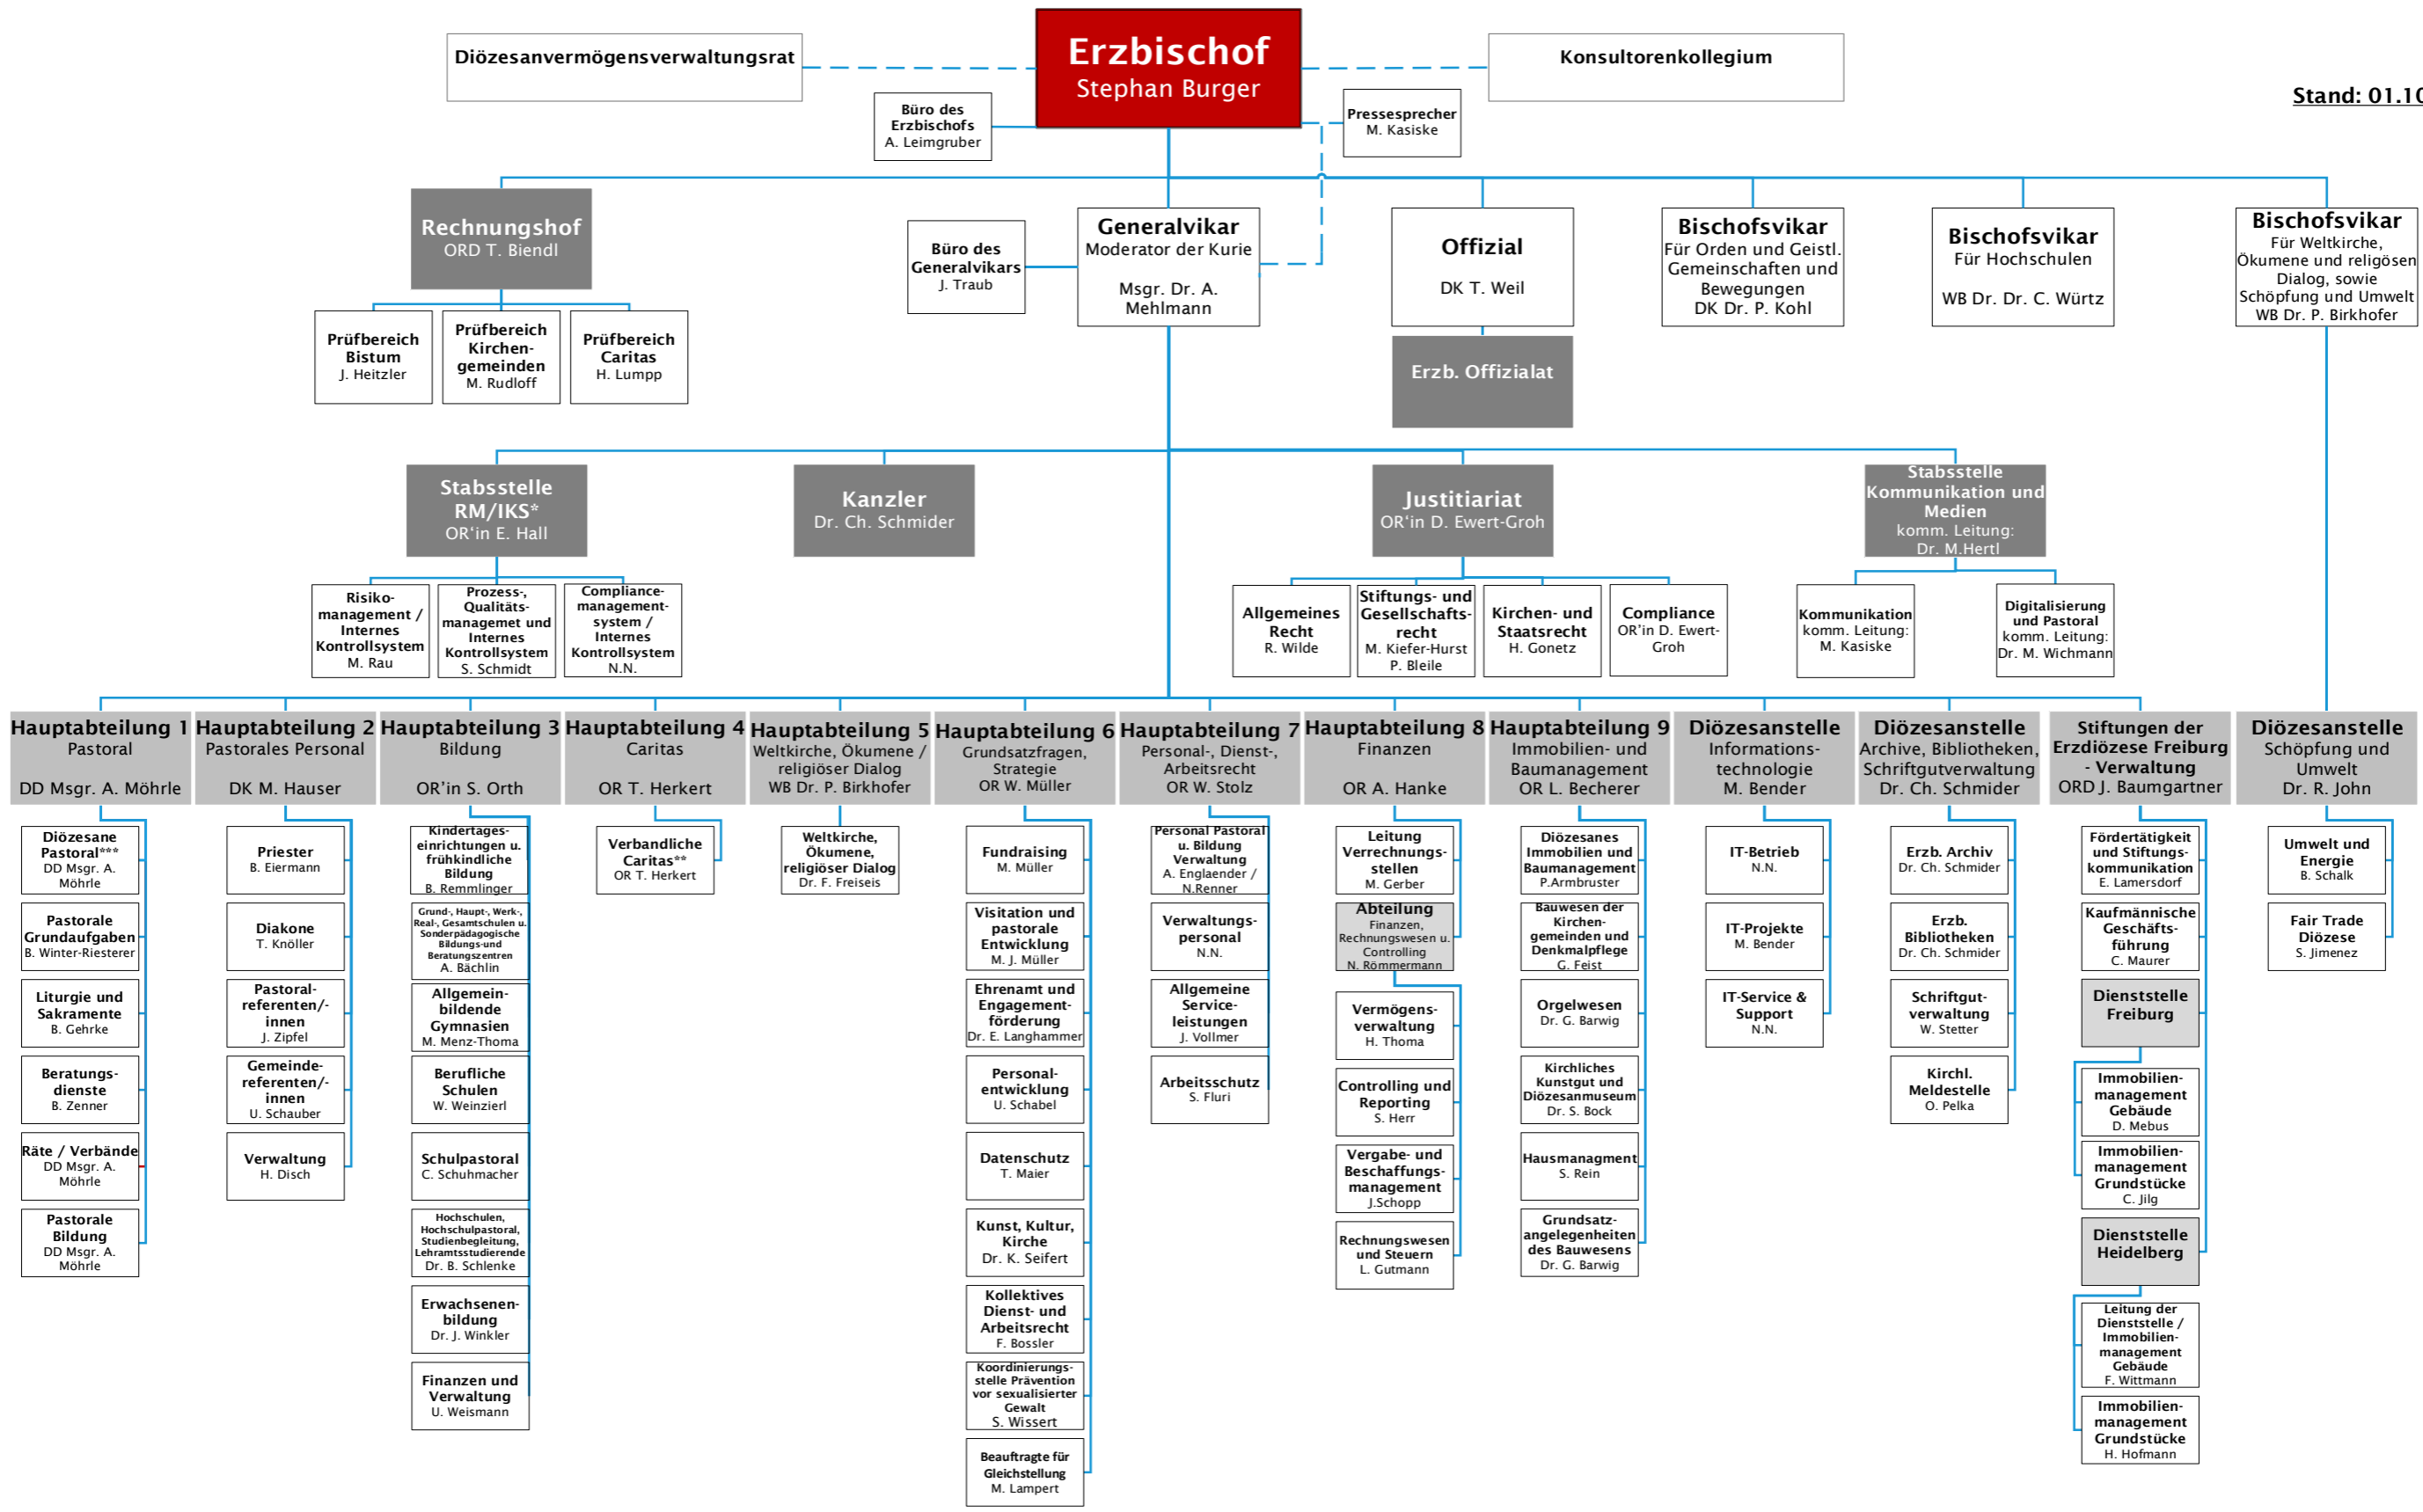 Erzbischof
Stephan Burger
Diözesanvermögensverwaltungsrat
Konsultorenkollegium
Stand: 01.10
Büro des
Erzbischofs
A. Leimgruber
Pressesprecher
M. Kasiske
Rechnungshof
ORD T. Biendl
Büro des
Generalvikars
J. Traub
Generalvikar
Moderator der Kurie
Msgr. Dr. A.
Mehlmann
Offizial
DK T. Weil
Bischofsvikar
Für Orden und Geistl.
Gemeinschaften und
Bewegungen
DK Dr. P. Kohl
Bischofsvikar
Für Hochschulen
WB Dr. Dr. C. Würtz
Bischofsvikar
Für Weltkirche,
Ökumene und religösen
Dialog, sowie
Schöpfung und Umwelt
WB Dr. P. Birkhofer
Prüfbereich
Bistum
J. Heitzler
Prüfbereich
Kirchen-
gemeinden
M. Rudloff
Prüfbereich
Caritas
H. Lumpp
Erzb. Offizialat
Stabsstelle
RM/IKS*
OR'in E. Hall
Kanzler
Dr. Ch. Schmider
Justitiariat
OR‘in D. Ewert-Groh
Stabsstelle
Kommunikation und
Medien
komm. Leitung:
Dr. M.Hertl
Risiko-
management /
Internes
Kontrollsystem
M. Rau
Prozess-,
Qualitäts-
managemet und
Internes
Kontrollsystem
S. Schmidt
Compliance-
management-
system /
Internes
Kontrollsystem
N.N.
Allgemeines
Recht
R. Wilde
Stiftungs- und
Gesellschafts-
recht
M. Kiefer-Hurst
P. Bleile
Kirchen- und
Staatsrecht
H. Gonetz
Compliance
OR'in D. Ewert-
Groh
Kommunikation
komm. Leitung:
M. Kasiske
Digitalisierung
und Pastoral
komm. Leitung:
Dr. M. Wichmann
Hauptabteilung 1
Pastoral
DD Msgr. A. Möhrle
Hauptabteilung 2
Pastorales Personal
DK M. Hauser
Hauptabteilung 3
Bildung
OR’in S. Orth
Hauptabteilung 4
Caritas
OR T. Herkert
Hauptabteilung 5
Weltkirche, Ökumene /
religiöser Dialog
WB Dr. P. Birkhofer
Hauptabteilung 6
Grundsatzfragen,
Strategie
OR W. Müller
Hauptabteilung 7
Personal-, Dienst-,
Arbeitsrecht
OR W. Stolz
Hauptabteilung 8
Finanzen
OR A. Hanke
Hauptabteilung 9
Immobilien- und
Baumanagement
OR L. Becherer
Diözesanstelle
Informations-
technologie
M. Bender
Diözesanstelle
Archive, Bibliotheken,
Schriftgutverwaltung
Dr. Ch. Schmider
Stiftungen der
Erzdiözese Freiburg
- Verwaltung
ORD J. Baumgartner
Diözesanstelle
Schöpfung und
Umwelt
Dr. R. John
Diözesane
Pastoral***
DD Msgr. A.
Möhrle
Pastorale
Grundaufgaben
B. Winter-Riesterer
Liturgie und
Sakramente
B. Gehrke
Beratungs-
dienste
B. Zenner
Räte / Verbände
DD Msgr. A.
Möhrle
Pastorale
Bildung
DD Msgr. A.
Möhrle
Priester
B. Eiermann
Diakone
T. Knöller
Pastoral-
referenten/-
innen
J. Zipfel
Gemeinde-
referenten/-
innen
U. Schauber
Verwaltung
H. Disch
Kindertages-
einrichtungen u.
frühkindliche
Bildung
B. Remmlinger
Grund-, Haupt-, Werk-,
Real-, Gesamtschulen u.
Sonderpädagogische
Bildungs-und
Beratungszentren
A. Bächlin
Allgemein-
bildende
Gymnasien
M. Menz-Thoma
Berufliche
Schulen
W. Weinzierl
Schulpastoral
C. Schuhmacher
Hochschulen,
Hochschulpastoral,
Studienbegleitung,
Lehramtsstudierende
Dr. B. Schlenke
Erwachsenen-
bildung
Dr. J. Winkler
Finanzen und
Verwaltung
U. Weismann
Verbandliche
Caritas**
OR T. Herkert
Weltkirche,
Ökumene,
religiöser Dialog
Dr. F. Freiseis
Fundraising
M. Müller
Visitation und
pastorale
Entwicklung
M. J. Müller
Ehrenamt und
Engagement-
förderung
Dr. E. Langhammer
Personal-
entwicklung
U. Schabel
Datenschutz
T. Maier
Kunst, Kultur,
Kirche
Dr. K. Seifert
Kollektives
Dienst- und
Arbeitsrecht
F. Bossler
Koordinierungs-
stelle Prävention
vor sexualisierter
Gewalt
S. Wissert
Beauftragte für
Gleichstellung
M. Lampert
Personal Pastoral
u. Bildung
Verwaltung
A. Englaender /
N.Renner
Verwaltungs-
personal
N.N.
Allgemeine
Service-
leistungen
J. Vollmer
Arbeitsschutz
S. Fluri
Leitung
Verrechnungs-
stellen
M. Gerber
Abteilung
Finanzen,
Rechnungswesen u.
Controlling
N. Römmermann
Vermögens-
verwaltung
H. Thoma
Controlling und
Reporting
S. Herr
Vergabe- und
Beschaffungs-
management
J.Schopp
Rechnungswesen
und Steuern
L. Gutmann
Diözesanes
Immobilien und
Baumanagement
P.Armbruster
Bauwesen der
Kirchen-
gemeinden und
Denkmalpflege
G. Feist
Orgelwesen
Dr. G. Barwig
Kirchliches
Kunstgut und
Diözesanmuseum
Dr. S. Bock
Hausmanagment
S. Rein
Grundsatz-
angelegenheiten
des Bauwesens
Dr. G. Barwig
IT-Betrieb
N.N.
IT-Projekte
M. Bender
IT-Service &
Support
N.N.
Erzb. Archiv
Dr. Ch. Schmider
Erzb.
Bibliotheken
Dr. Ch. Schmider
Schriftgut-
verwaltung
W. Stetter
Kirchl.
Meldestelle
O. Pelka
Fördertätigkeit
und Stiftungs-
kommunikation
E. Lamersdorf
Kaufmännische
Geschäfts-
führung
C. Maurer
Dienststelle
Freiburg
Immobilien-
management
Gebäude
D. Mebus
Immobilien-
management
Grundstücke
C. Jilg
Dienststelle
Heidelberg
Leitung der
Dienststelle /
Immobilien-
management
Gebäude
F. Wittmann
Immobilien-
management
Grundstücke
H. Hofmann
Umwelt und
Energie
B. Schalk
Fair Trade
Diözese
S. Jimenez